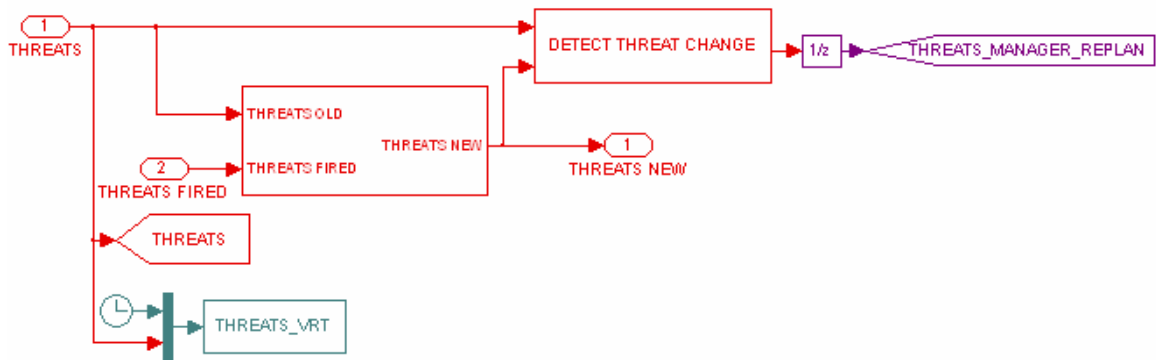 1
THREATS
DETECT THREAT CHANGE
1/z
THREATS_MANAGER_REPLAN
THREATS OLD
THREATS NEW
THREATS FIRED
1
THREATS NEW
2
THREATS FIRED
THREATS
THREATS_VRT